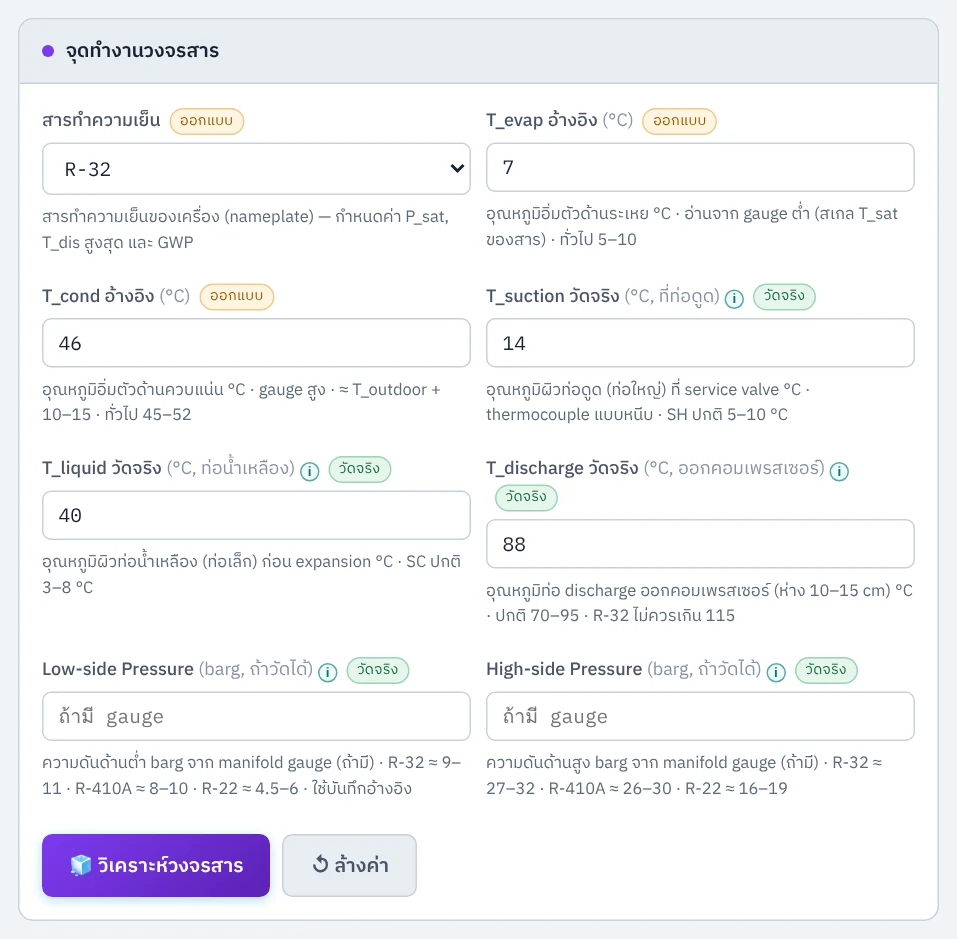 จุดทำงานวงจรสาร
สารทำความเย็น ออกแบบ
R-32
สารทำความเย็นของเครื่อง (nameplate) — กำหนดค่า P_sat,
T_dis สูงสุด และ GWP
T_evap อ้างอิง (°C) ออกแบบ
7
อุณหภูมิอิ่มตัวด้านระเหย °C · อ่านจาก gauge ต่ำ (สเกล T_sat
ของสาร) · ทั่วไป 5–10
T_cond อ้างอิง (°C) ออกแบบ
46
อุณหภูมิอิ่มตัวด้านควบแน่น °C · gauge สูง · ≈ T_outdoor +
10–15 · ทั่วไป 45–52
T_suction วัดจริง (°C, ที่ท่อดูด) i วัดจริง
14
อุณหภูมิผิวท่อดูด (ท่อใหญ่) ที่ service valve °C ·
thermocouple แบบหนีบ · SH ปกติ 5–10 °C
T_liquid วัดจริง (°C, ท่อน้ำเหลือง) i วัดจริง
40
อุณหภูมิผิวท่อน้ำเหลือง (ท่อเล็ก) ก่อน expansion °C · SC ปกติ
3–8 °C
T_discharge วัดจริง (°C, ออกคอมเพรสเซอร์) i
วัดจริง
88
อุณหภูมิท่อ discharge ออกคอมเพรสเซอร์ (ห่าง 10–15 cm) °C
· ปกติ 70–95 · R-32 ไม่ควรเกิน 115
Low-side Pressure (barg, ถ้าวัดได้) i วัดจริง
ถ้ามี gauge
ความดันด้านต่ำ barg จาก manifold gauge (ถ้ามี) · R-32 ≈ 9–
11 · R-410A ≈ 8–10 · R-22 ≈ 4.5–6 · ใช้บันทึกอ้างอิง
High-side Pressure (barg, ถ้าวัดได้) i วัดจริง
ถ้ามี gauge
ความดันด้านสูง barg จาก manifold gauge (ถ้ามี) · R-32 ≈
27–32 · R-410A ≈ 26–30 · R-22 ≈ 16–19
🧊 วิเคราะห์วงจรสาร
↺ ล้างค่า